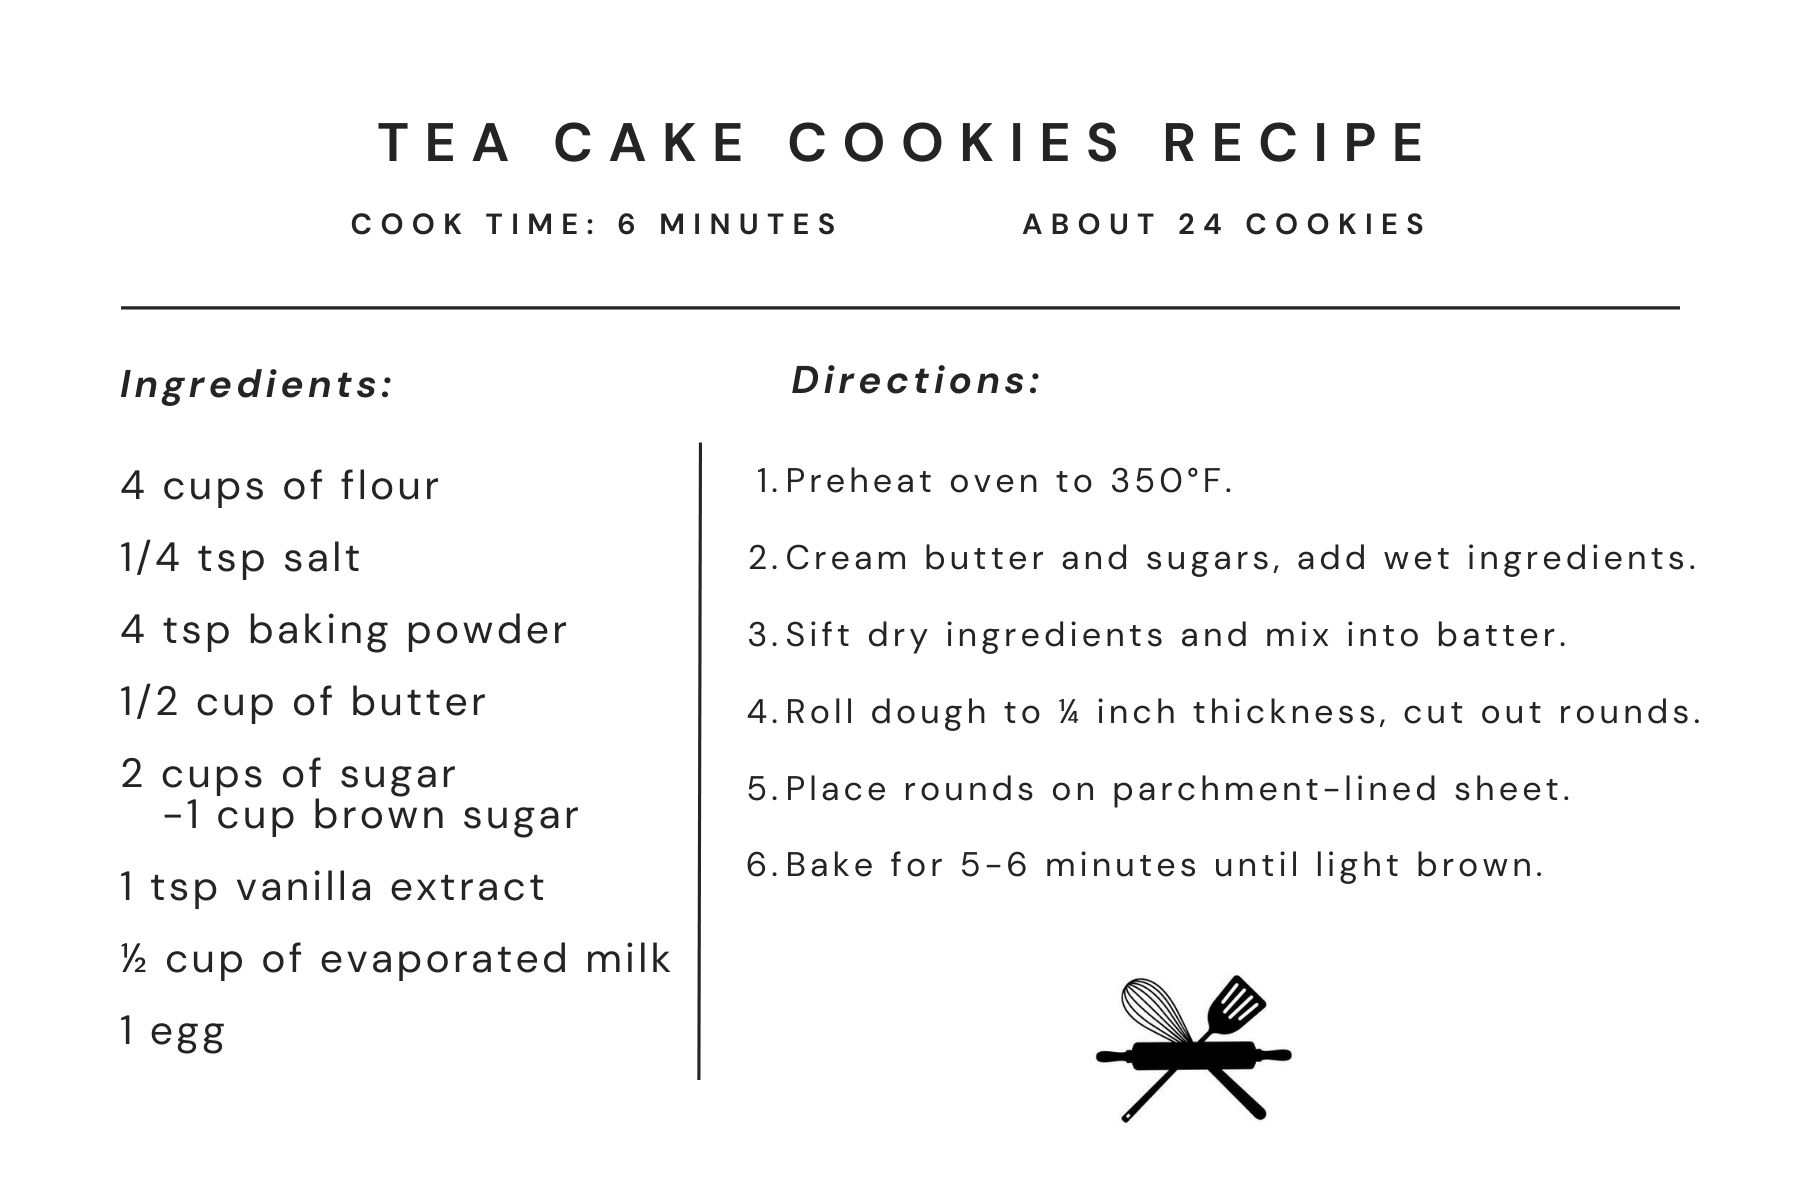 TEA CAKE COOKIES RECIPE
COOK TIME: 6 MINUTES
ABOUT 24 COOKIES
Ingredients:
4 cups of flour
1/4 tsp salt
4 tsp baking powder
1/2 cup of butter
2 cups of sugar
-1 cup brown sugar
1 tsp vanilla extract
½ cup of evaporated milk
1 egg
Directions:
1. Preheat oven to 350°F.
2. Cream butter and sugars, add wet ingredients.
3. Sift dry ingredients and mix into batter.
4. Roll dough to ¼ inch thickness, cut out rounds.
5. Place rounds on parchment-lined sheet.
6. Bake for 5-6 minutes until light brown.